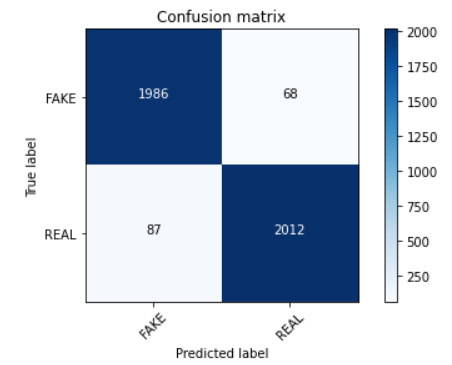 Confusion matrix
FAKE
1986
68
REAL
87
2012
True label
FAKE
REAL
Predicted label
2000
1750
1500
1250
1000
750
500
250